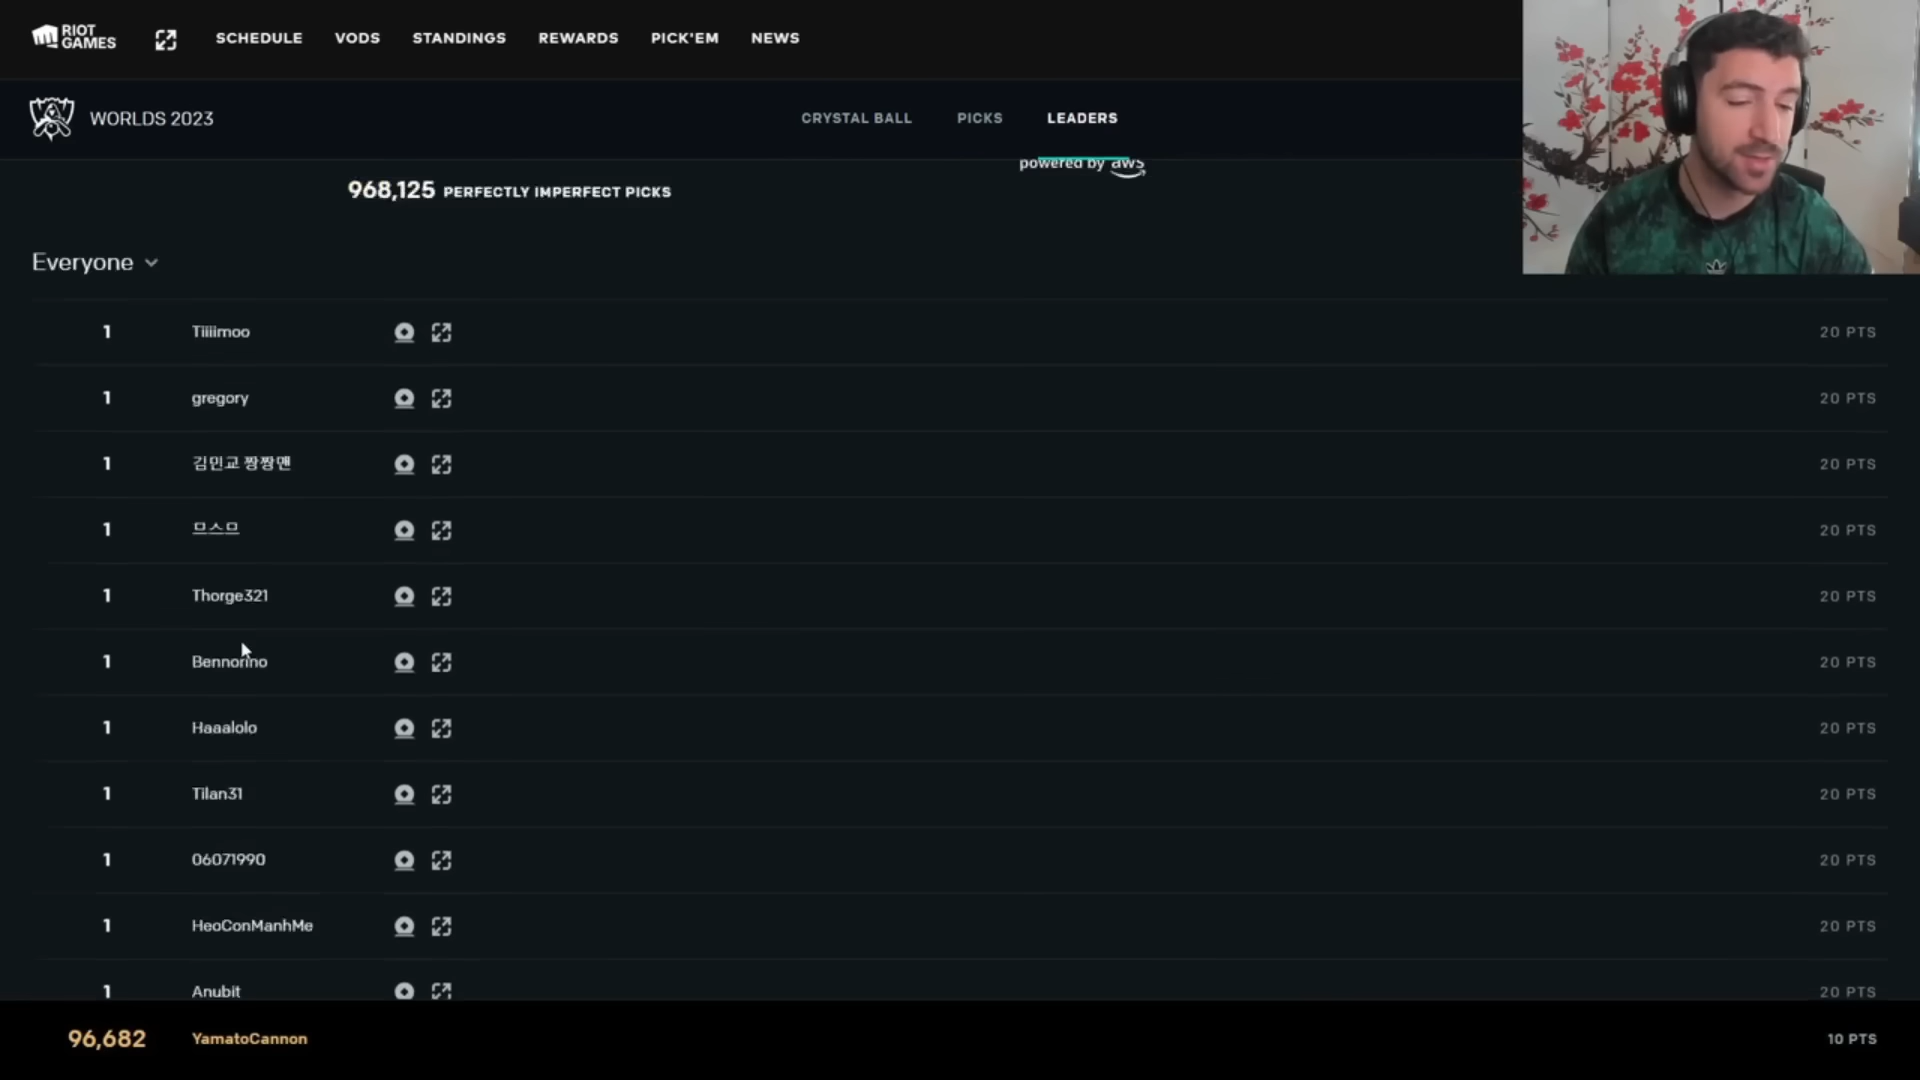 RIOT GAMES
SCHEDULE VODS STANDINGS REWARDS PICK'EM NEWS
WORLDS 2023
CRYSTAL BALL PICKS LEADERS
powered by aws
968,125 PERFECTLY IMPERFECT PICKS
Everyone
1 Tiiiimoo 20 PTS
1 gregory 20 PTS
1 김민교 짱짱맨 20 PTS
1 므스므 20 PTS
1 Thorge321 20 PTS
1 Bennorino 20 PTS
1 Haaalolo 20 PTS
1 Tilan31 20 PTS
1 06071990 20 PTS
1 HeoConManhMe 20 PTS
1 Anubit 20 PTS
96,682 YamatoCannon 10 PTS